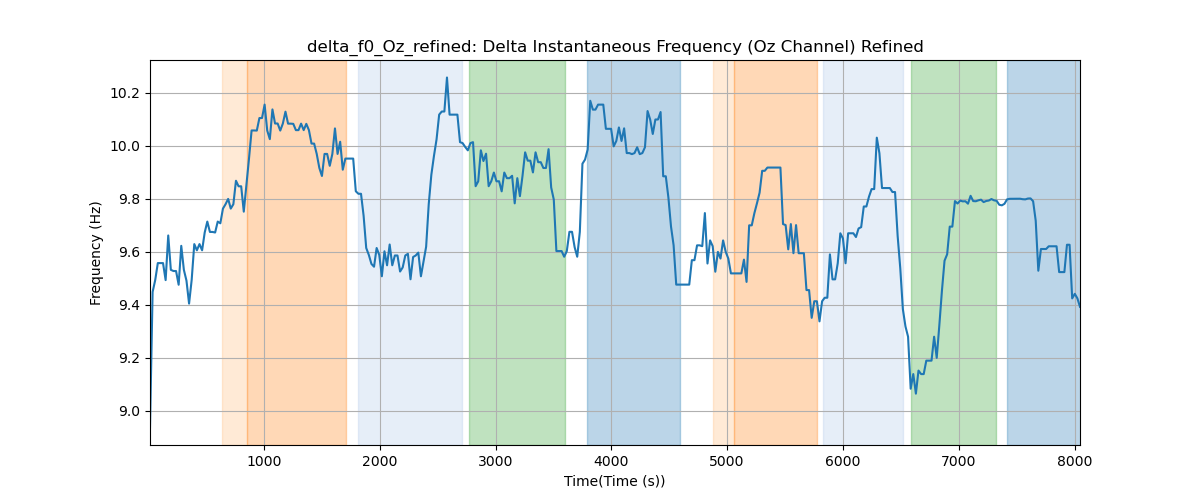 delta_f0_Oz_refined: Delta Instantaneous Frequency (Oz Channel) Refined
Frequency (Hz)
10.2
10.0
9.8
9.6
9.4
9.2
9.0
1000 2000 3000 4000 5000 6000 7000 8000
Time(Time (s))